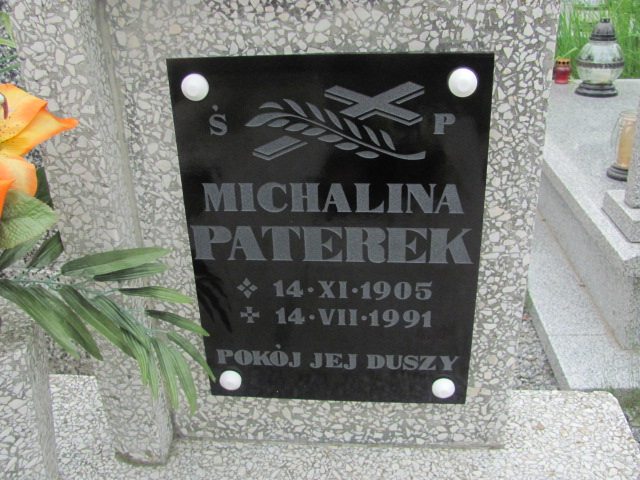 Ś P
MICHALINA
PATEREK
14·XI·1905
14·VII·1991
POKÓJ JEJ DUSZY